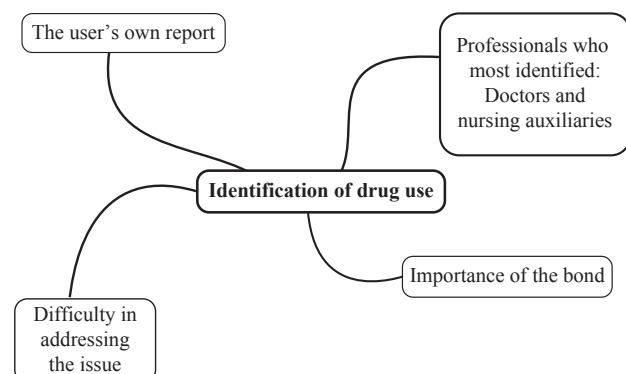 The user’s own report
Professionals who
most identified:
Doctors and
nursing auxiliaries
Identification of drug use
Importance of the bond
Difficulty in
addressing
the issue